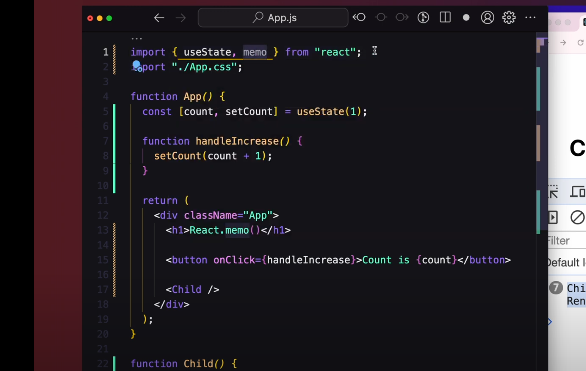 App.js
...
1 import { useState, memo } from "react";
2 import "./App.css";
3
4 function App() {
5 const [count, setCount] = useState(1);
6
7 function handleIncrease() {
8 setCount(count + 1);
9 }
10
11 return (
12 <div className="App">
13 <h1>React.memo()</h1>
14
15 <button onClick={handleIncrease}>Count is {count}</button>
16
17 <Child />
18 </div>
19 );
20 }
21
22 function Child() {
C
Filter
Default l
7 Chi
Ren